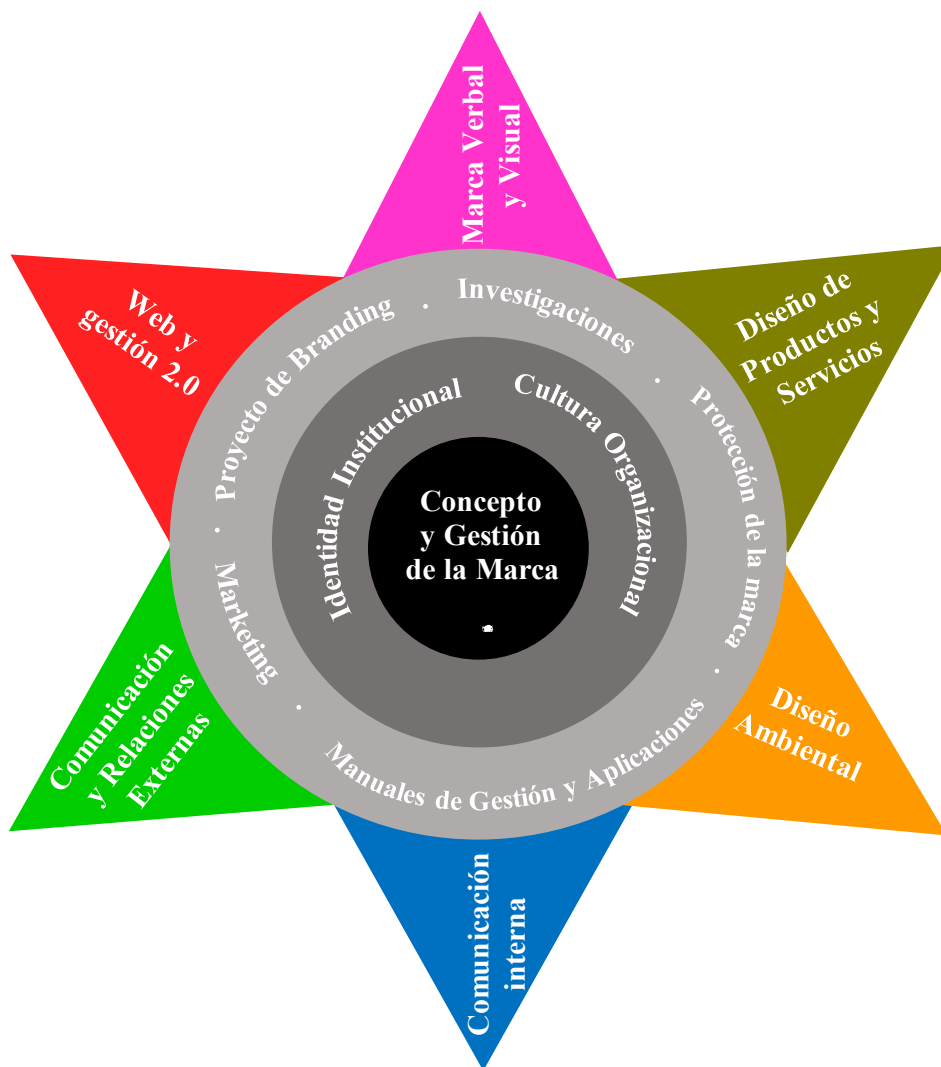 Marca Verbal
y Visual
Diseño de
Productos y
Servicios
Diseño
Ambiental
Comunicación
interna
Comunicación
y Relaciones
Externas
Web y
gestión 2.0
Proyecto de Branding . Investigaciones . Protección de la marca . Manuales de Gestión y Aplicaciones . Marketing .
Identidad Institucional
Cultura Organizacional
Concepto
y Gestión
de la Marca